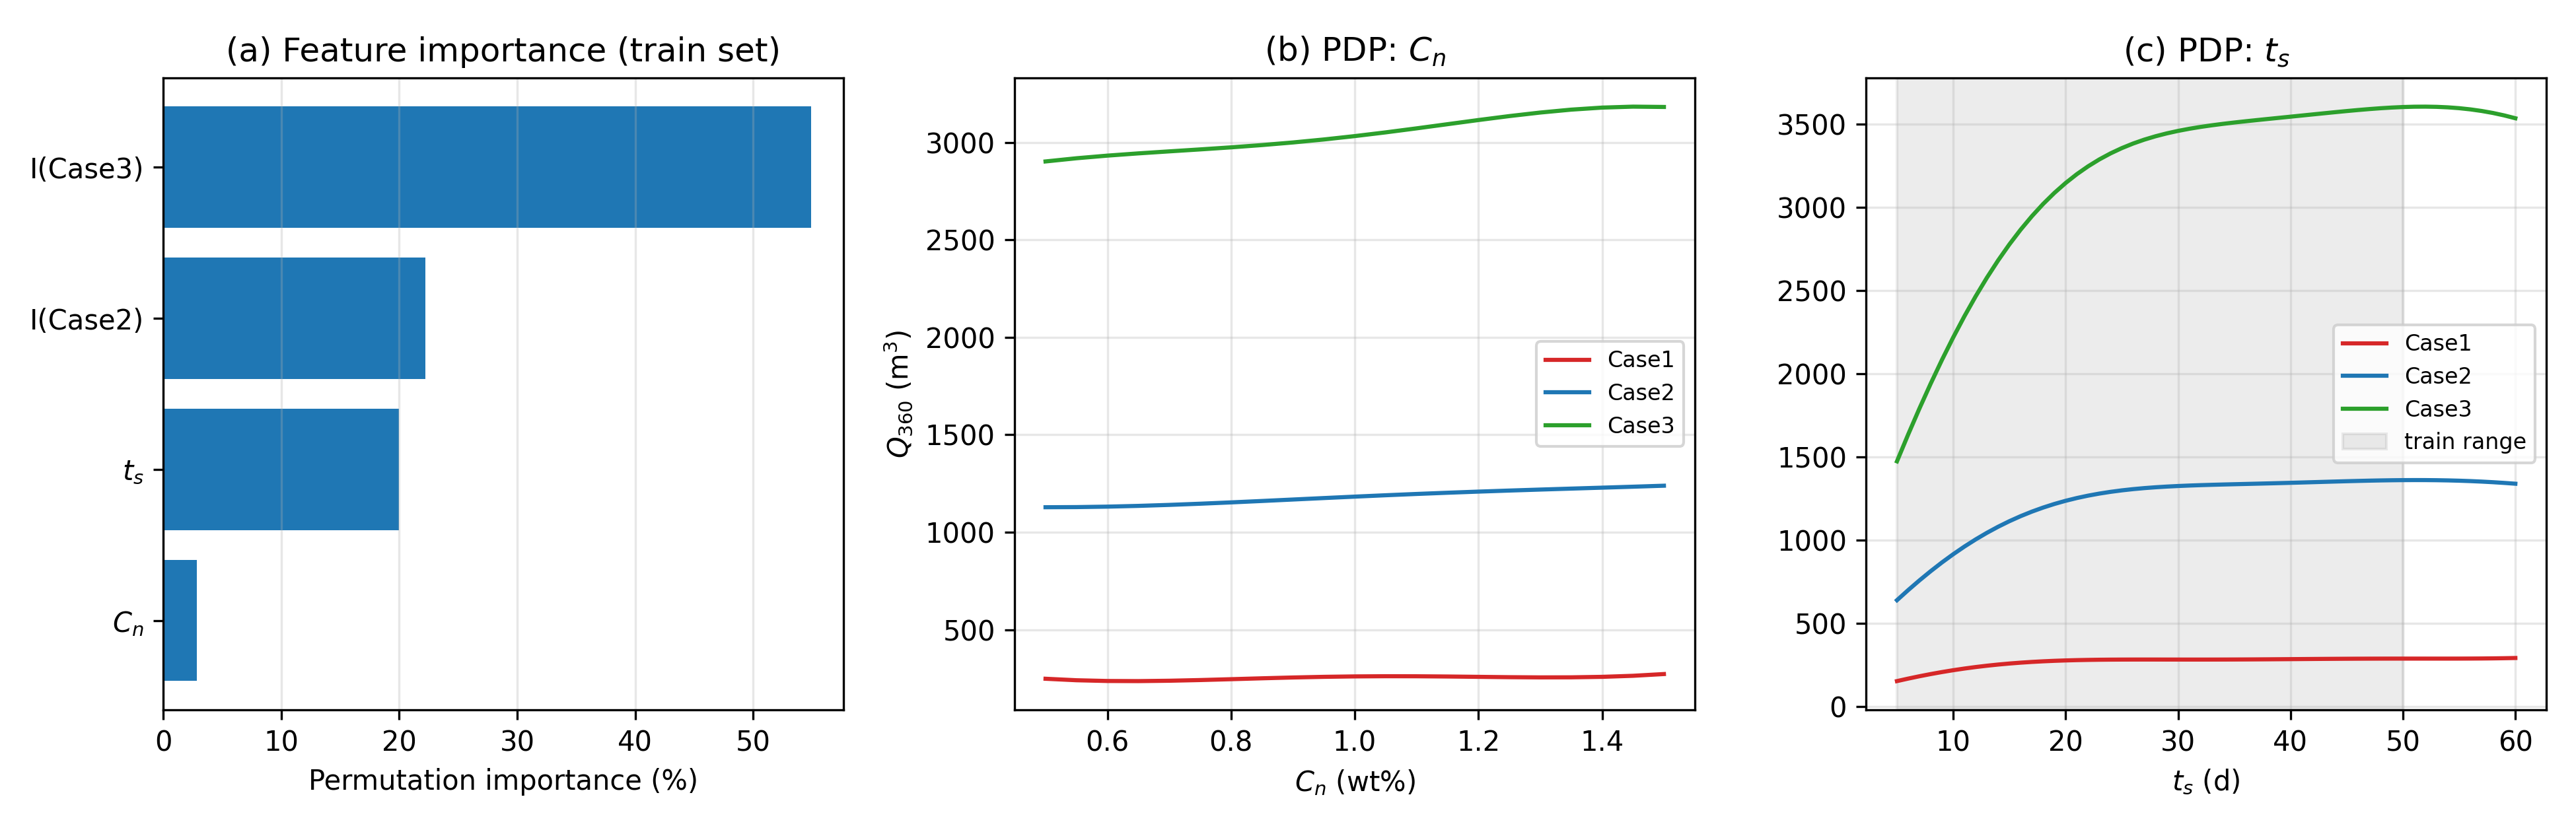 (a) Feature importance (train set)
I(Case3)
I(Case2)
tₛ
Cₙ
0 10 20 30 40 50
Permutation importance (%)
(b) PDP: Cₙ
Q₃₆₀ (m³)
3000
2500
2000
1500
1000
500
Case1
Case2
Case3
0.6 0.8 1.0 1.2 1.4
Cₙ (wt%)
(c) PDP: tₛ
3500
3000
2500
2000
1500
1000
500
0
Case1
Case2
Case3
train range
10 20 30 40 50 60
tₛ (d)